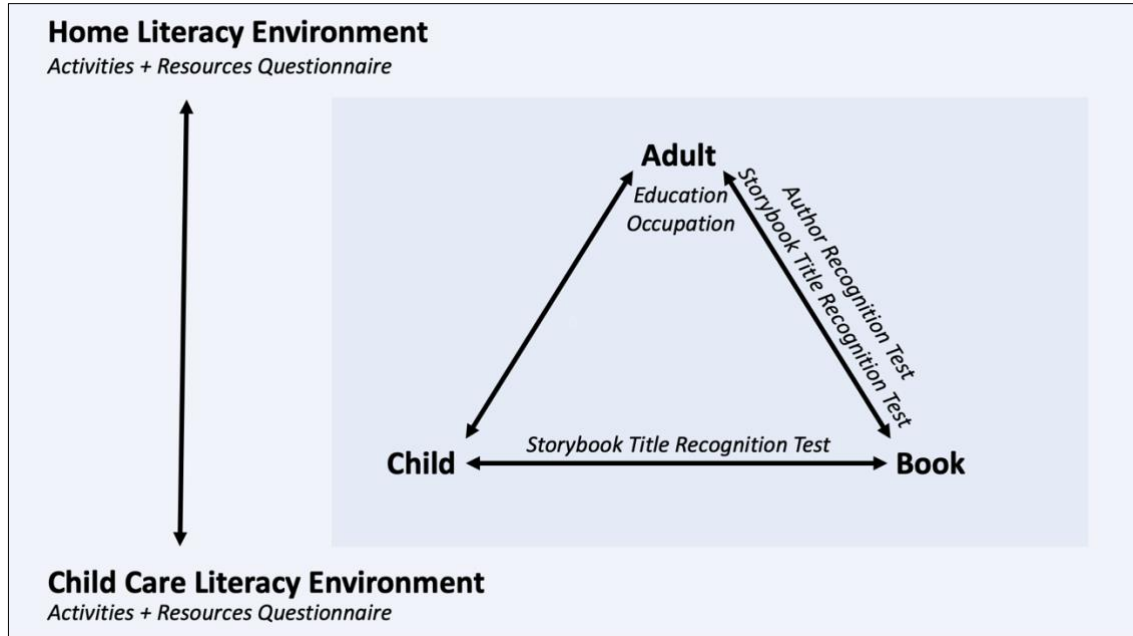 Home Literacy Environment
Activities + Resources Questionnaire
Adult
Education
Occupation
Author Recognition Test
Storybook Title Recognition Test
Storybook Title Recognition Test
Child
Book
Child Care Literacy Environment
Activities + Resources Questionnaire